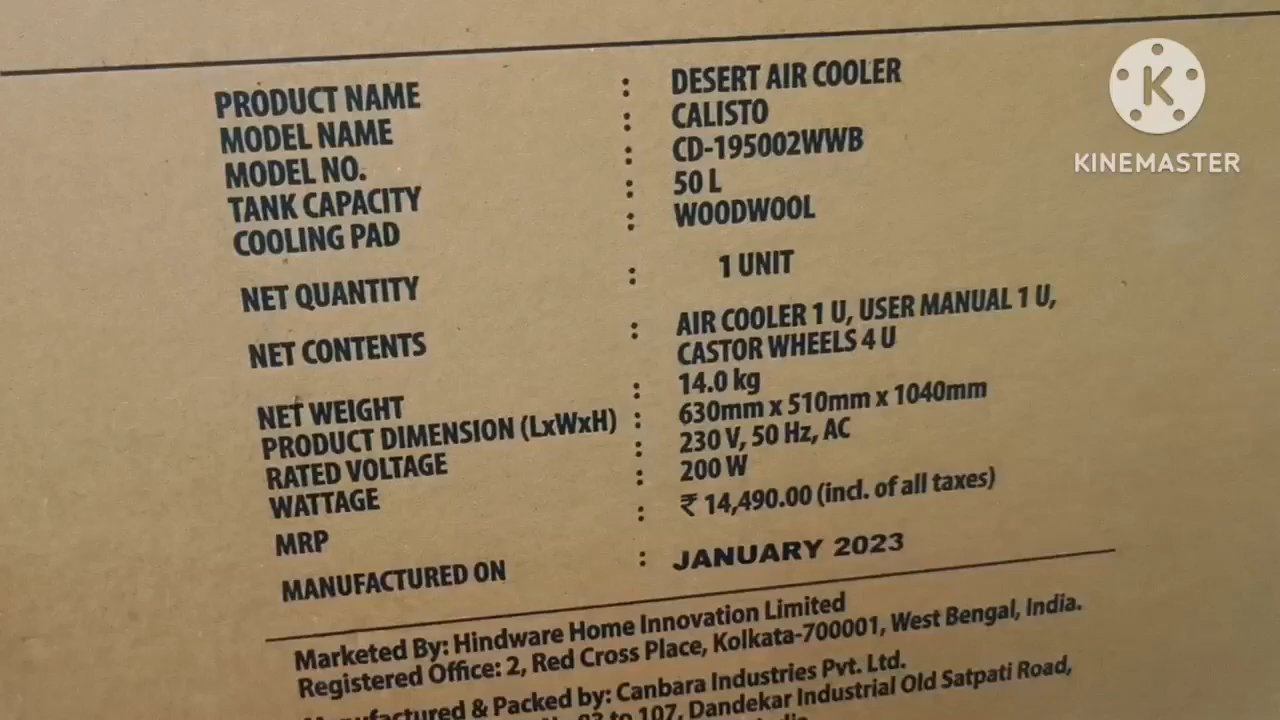 PRODUCT NAME : DESERT AIR COOLER
MODEL NAME : CALISTO
MODEL NO. : CD-195002WWB
TANK CAPACITY : 50 L
COOLING PAD : WOODWOOL
NET QUANTITY : 1 UNIT
NET CONTENTS : AIR COOLER 1 U, USER MANUAL 1 U,
CASTOR WHEELS 4 U
NET WEIGHT : 14.0 kg
PRODUCT DIMENSION (LxWxH) : 630mm x 510mm x 1040mm
RATED VOLTAGE : 230 V, 50 Hz, AC
WATTAGE : 200 W
MRP : ₹ 14,490.00 (incl. of all taxes)
MANUFACTURED ON : JANUARY 2023
Marketed By: Hindware Home Innovation Limited
Registered Office: 2, Red Cross Place, Kolkata-700001, West Bengal, India.
Manufactured & Packed by: Canbara Industries Pvt. Ltd.
to 107, Dandekar Industrial Old Satpati Road,
K
KINEMASTER